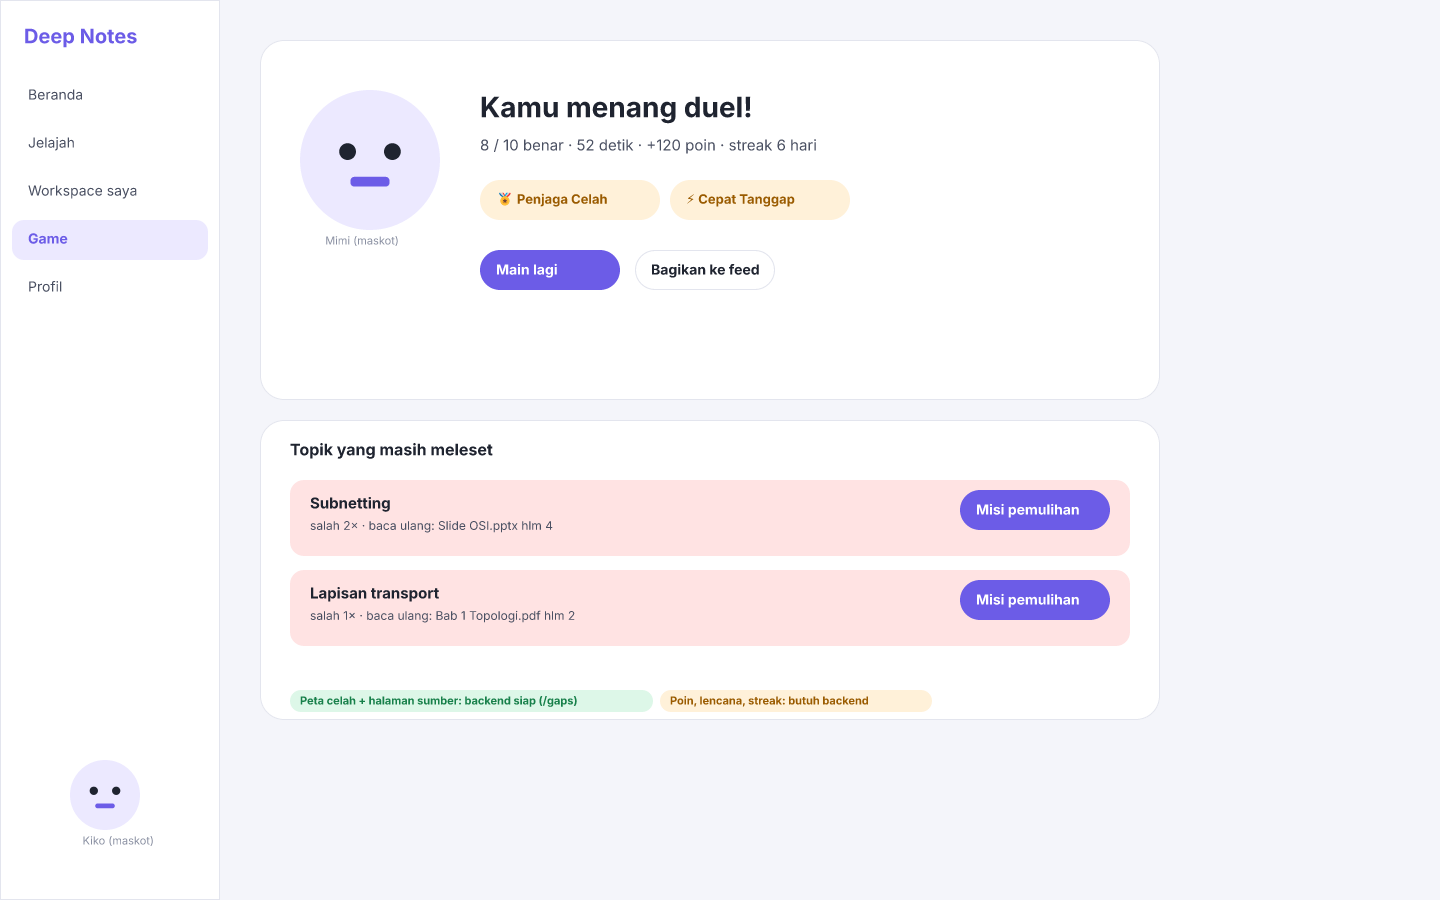 Deep Notes
Beranda
Jelajah
Workspace saya
Game
Profil
Kiko (maskot)
Mimi (maskot)
Kamu menang duel!
8 / 10 benar · 52 detik · +120 poin · streak 6 hari
🏅 Penjaga Celah
⚡ Cepat Tanggap
Main lagi
Bagikan ke feed
Topik yang masih meleset
Subnetting
salah 2× · baca ulang: Slide OSI.pptx hlm 4
Misi pemulihan
Lapisan transport
salah 1× · baca ulang: Bab 1 Topologi.pdf hlm 2
Misi pemulihan
Peta celah + halaman sumber: backend siap (/gaps)
Poin, lencana, streak: butuh backend